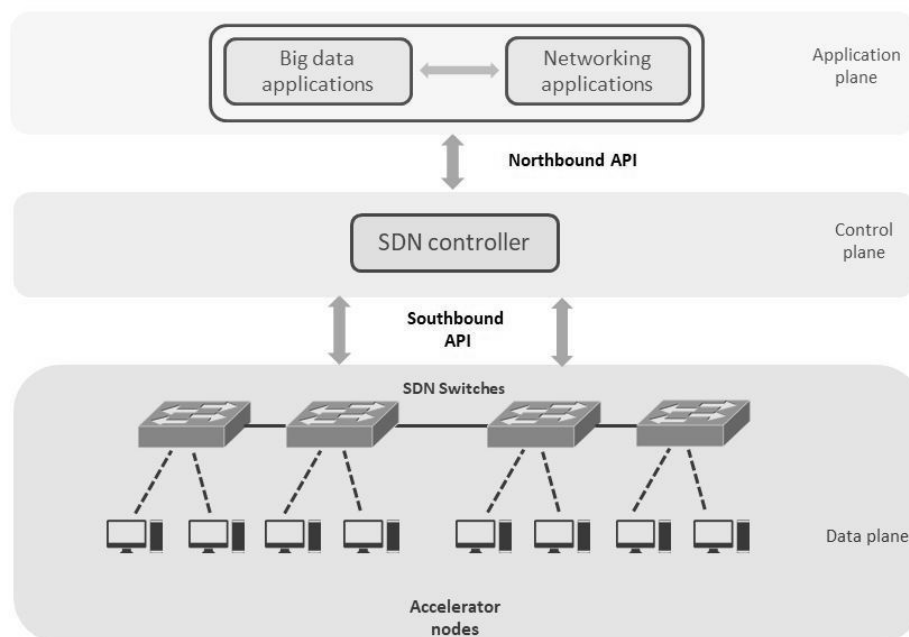 Big data
applications
Networking
applications
Application
plane
Northbound API
SDN controller
Control
plane
Southbound
API
SDN Switches
Data plane
Accelerator
nodes